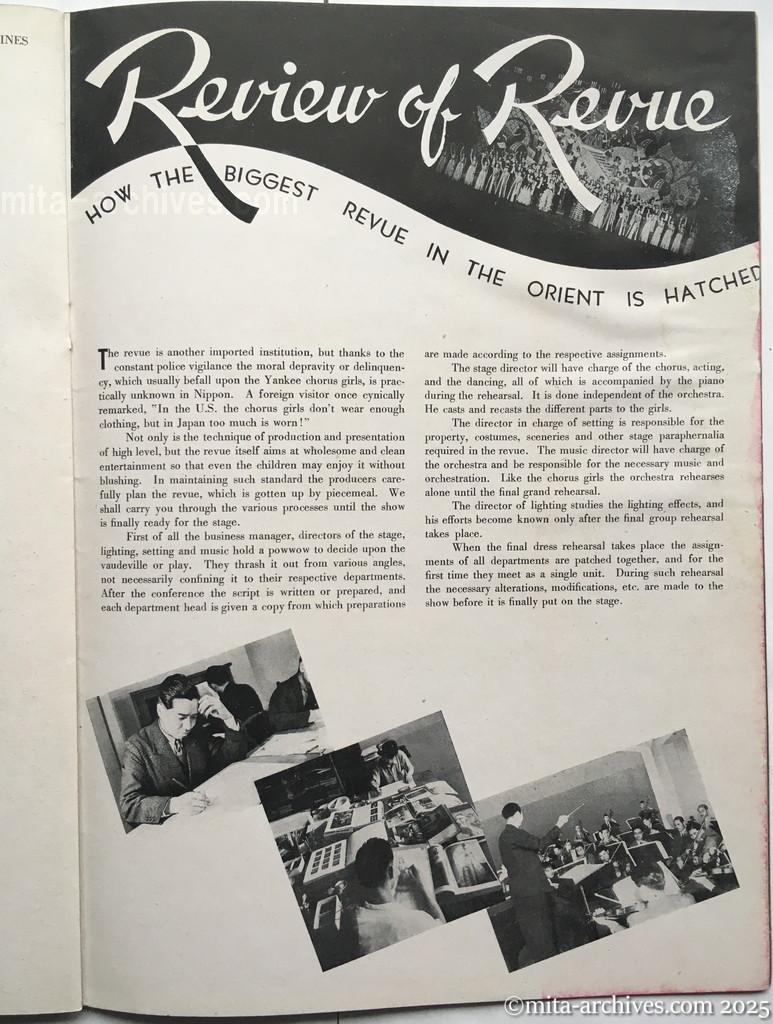 INES
Review of Revue
HOW THE BIGGEST REVUE IN THE ORIENT IS HATCHED
mita-archives.com
The revue is another imported institution, but thanks to the
constant police vigilance the moral depravity or delinquen-
cy, which usually befall upon the Yankee chorus girls, is prac-
tically unknown in Nippon. A foreign visitor once cynically
remarked, "In the U.S. the chorus girls don't wear enough
clothing, but in Japan too much is worn!"
Not only is the technique of production and presentation
of high level, but the revue itself aims at wholesome and clean
entertainment so that even the children may enjoy it without
blushing. In maintaining such standard the producers care-
fully plan the revue, which is gotten up by piecemeal. We
shall carry you through the various processes until the show
is finally ready for the stage.
First of all the business manager, directors of the stage,
lighting, setting and music hold a powwow to decide upon the
vaudeville or play. They thrash it out from various angles,
not necessarily confining it to their respective departments.
After the conference the script is written or prepared, and
each department head is given a copy from which preparations
are made according to the respective assignments.
The stage director will have charge of the chorus, acting,
and the dancing, all of which is accompanied by the piano
during the rehearsal. It is done independent of the orchestra.
He casts and recasts the different parts to the girls.
The director in charge of setting is responsible for the
property, costumes, sceneries and other stage paraphernalia
required in the revue. The music director will have charge of
the orchestra and be responsible for the necessary music and
orchestration. Like the chorus girls the orchestra rehearses
alone until the final grand rehearsal.
The director of lighting studies the lighting effects, and
his efforts become known only after the final group rehearsal
takes place.
When the final dress rehearsal takes place the assign-
ments of all departments are patched together, and for the
first time they meet as a single unit. During such rehearsal
the necessary alterations, modifications, etc. are made to the
show before it is finally put on the stage.
©mita-archives.com 2025